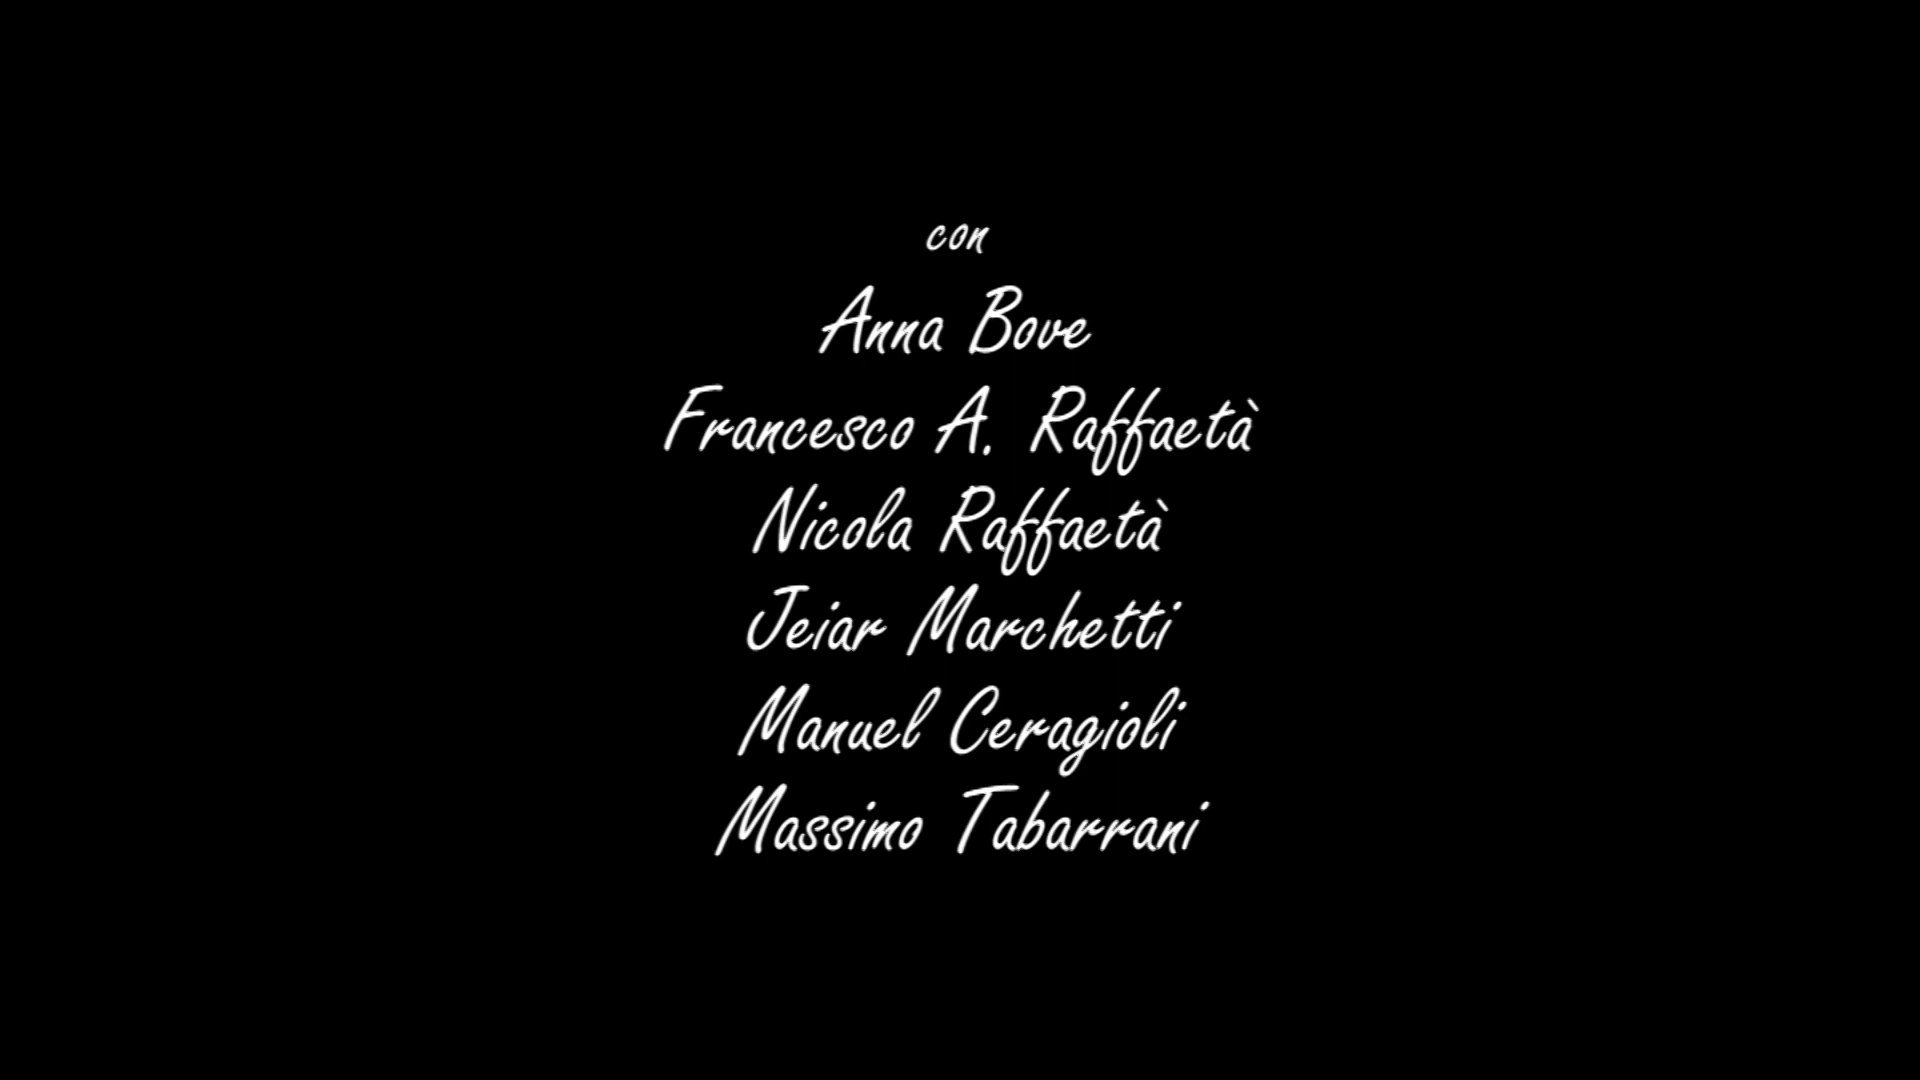 con
Anna Bove
Francesco A. Raffaetà
Nicola Raffaetà
Jeiar Marchetti
Manuel Ceragioli
Massimo Tabarrani